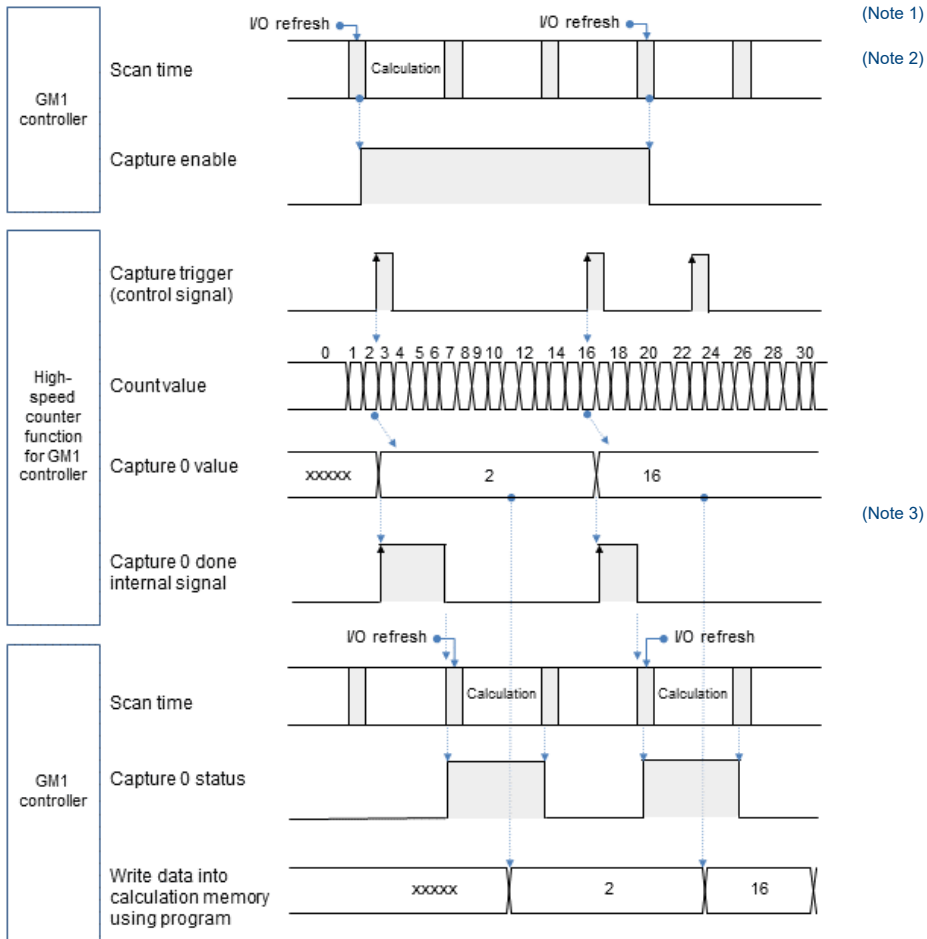 I/O refresh
I/O refresh
(Note 1)
(Note 2)
GM1
controller
Scan time
Calculation
Capture enable
High-
speed
counter
function
for GM1
controller
Capture trigger
(control signal)
0 1 2 3 4 5 6 7 8 9 10 12 14 16 18 20 22 24 26 28 30
Countvalue
Capture 0 value
xxxxx
2
16
(Note 3)
Capture 0 done
internal signal
I/O refresh
I/O refresh
GM1
controller
Scan time
Calculation
Calculation
Capture 0 status
Write data into
calculation memory
using program
xxxxx
2
16